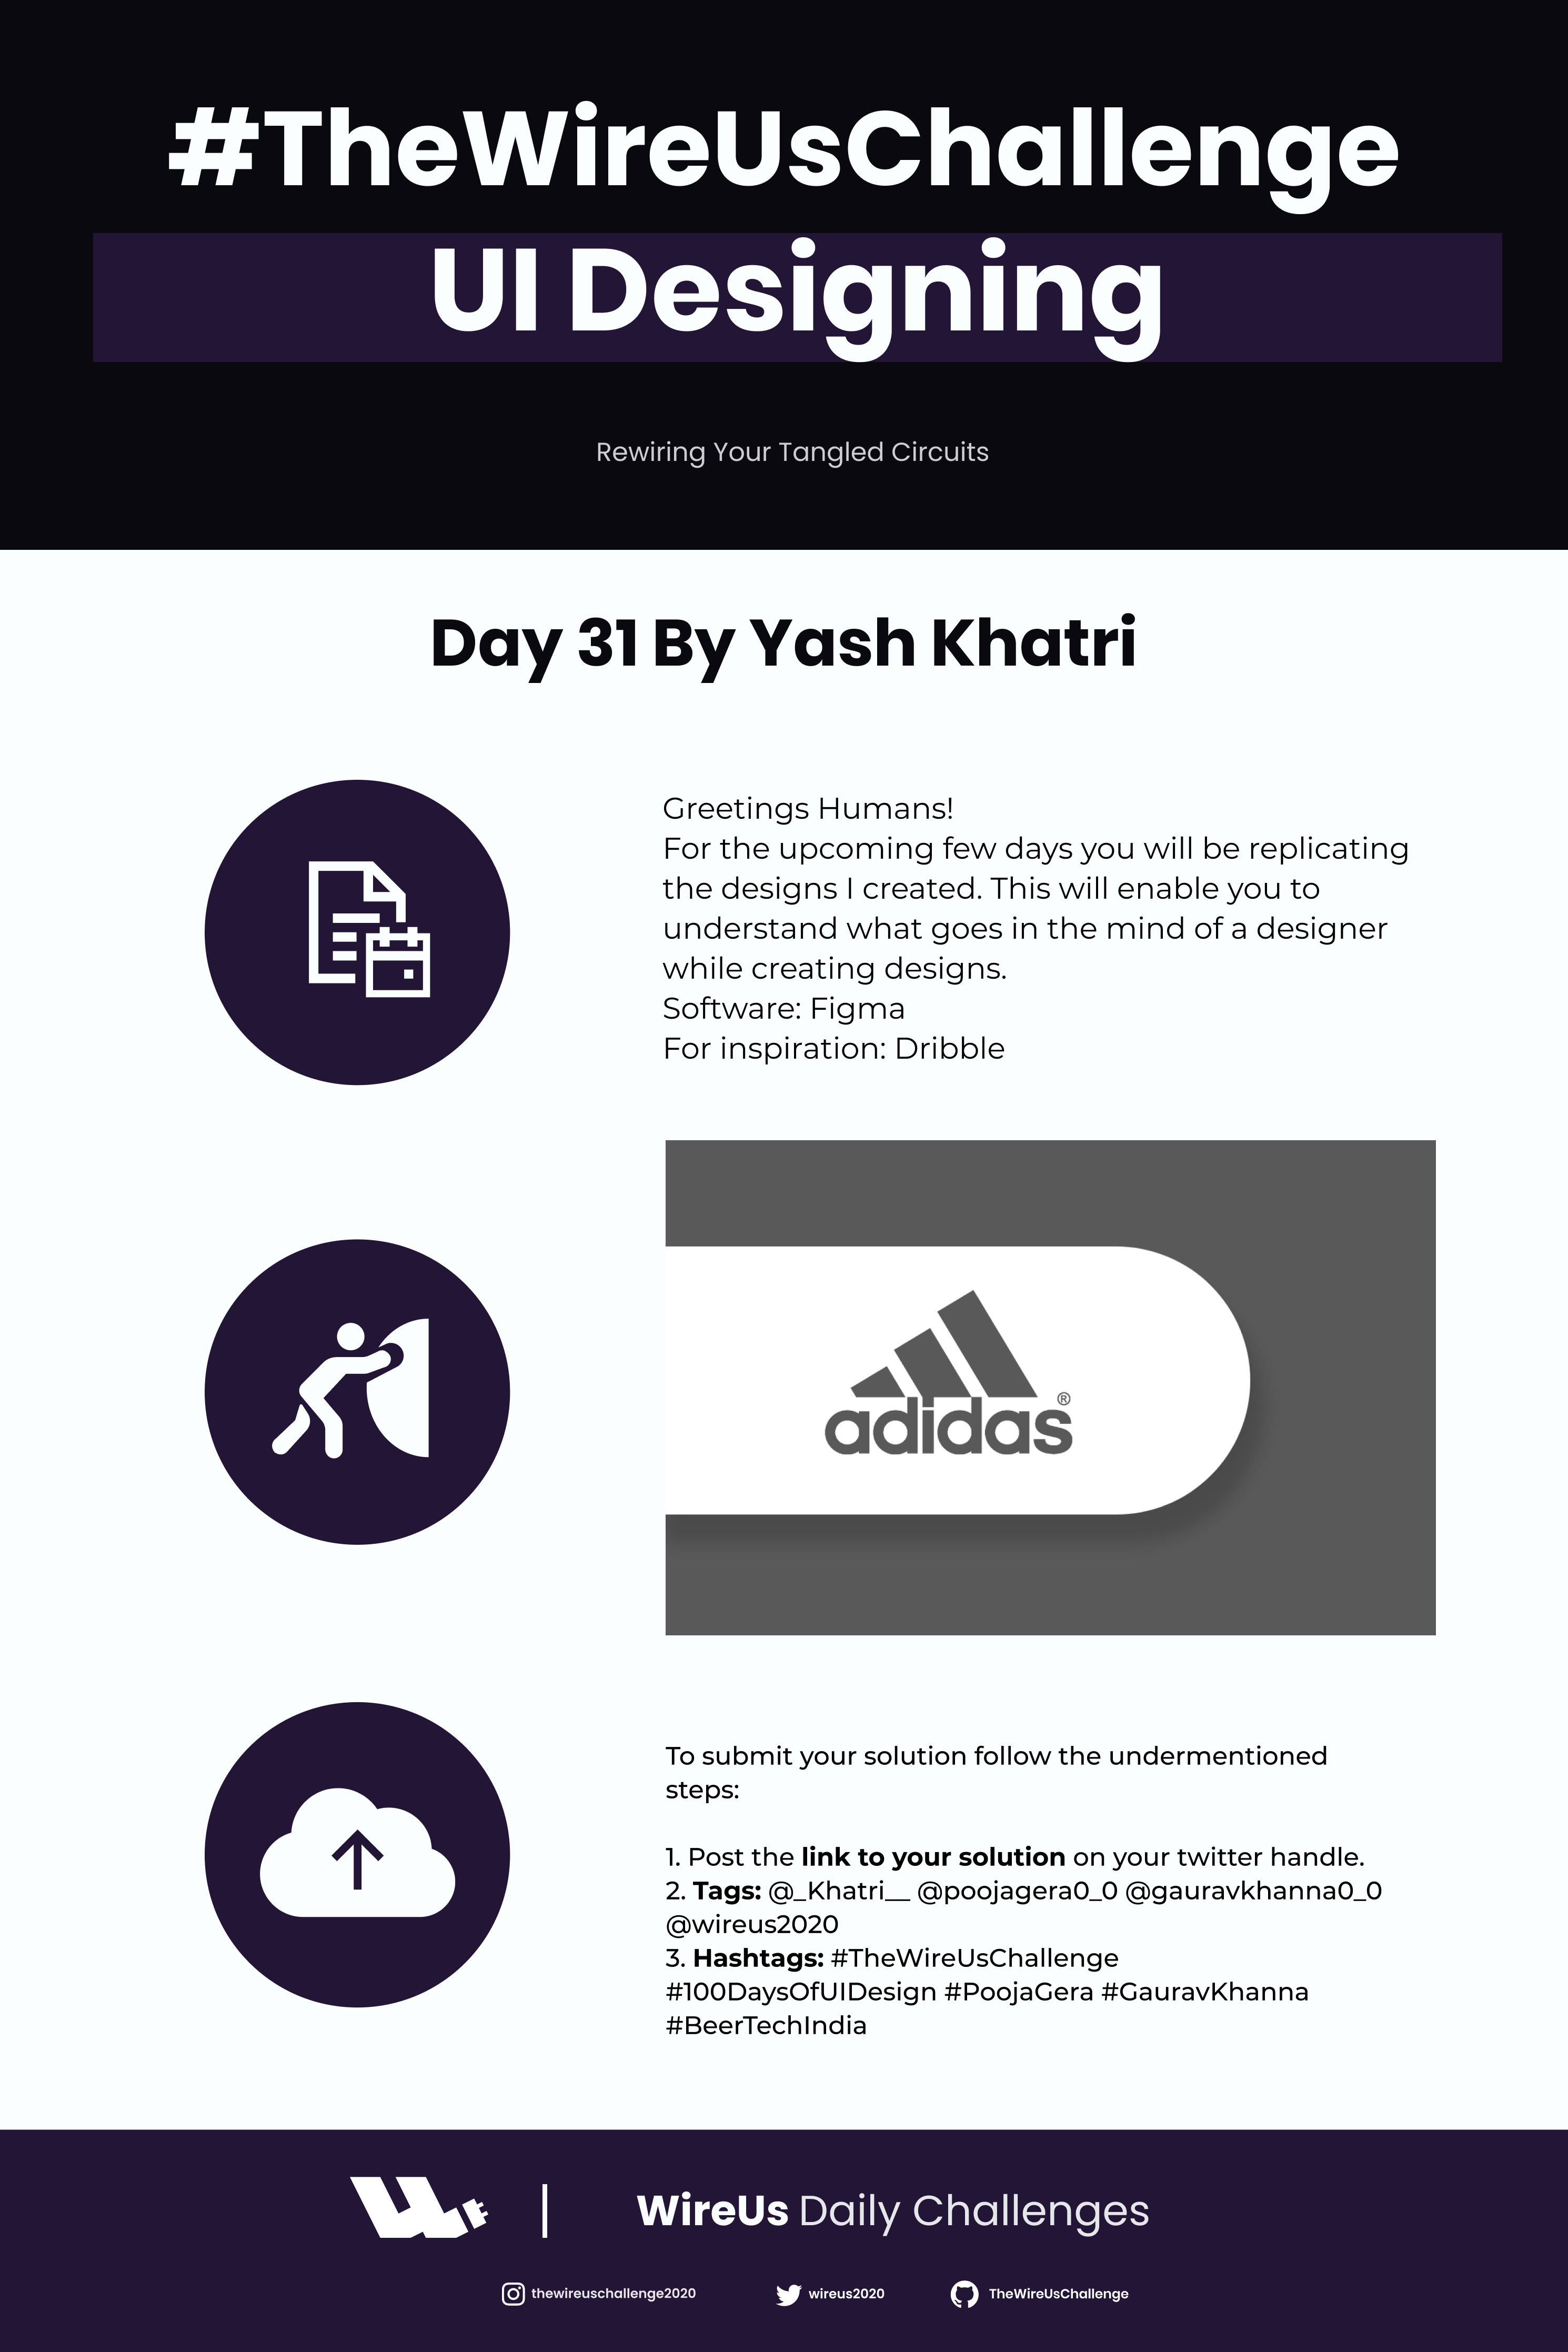 #TheWireUsChallenge
UI Designing
Rewiring Your Tangled Circuits
Day 31 By Yash Khatri
Greetings Humans!
For the upcoming few days you will be replicating
the designs I created. This will enable you to
understand what goes in the mind of a designer
while creating designs.
Software: Figma
For inspiration: Dribble
adidas®
To submit your solution follow the undermentioned
steps:
1. Post the link to your solution on your twitter handle.
2. Tags: @_Khatri__ @poojagera0_0 @gauravkhanna0_0
@wireus2020
3. Hashtags: #TheWireUsChallenge
#100DaysOfUIDesign #PoojaGera #GauravKhanna
#BeerTechIndia
WireUs Daily Challenges
thewireuschallenge2020 wireus2020 TheWireUsChallenge